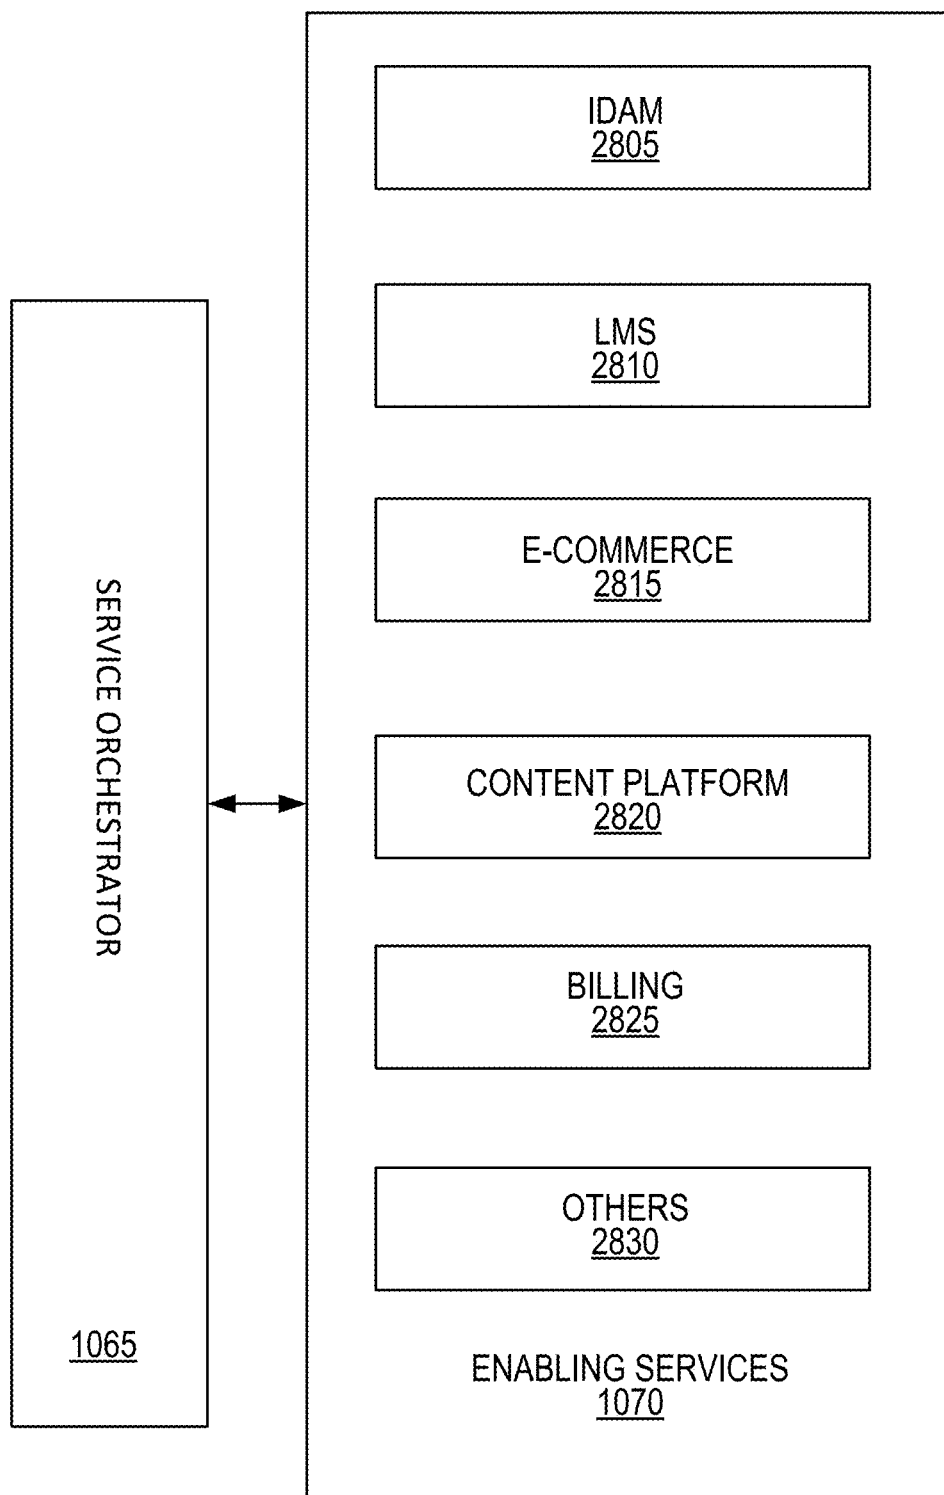 IDAM
2805
LMS
2810
E-COMMERCE
2815
CONTENT PLATFORM
2820
BILLING
2825
OTHERS
2830
ENABLING SERVICES
1070
SERVICE ORCHESTRATOR
1065